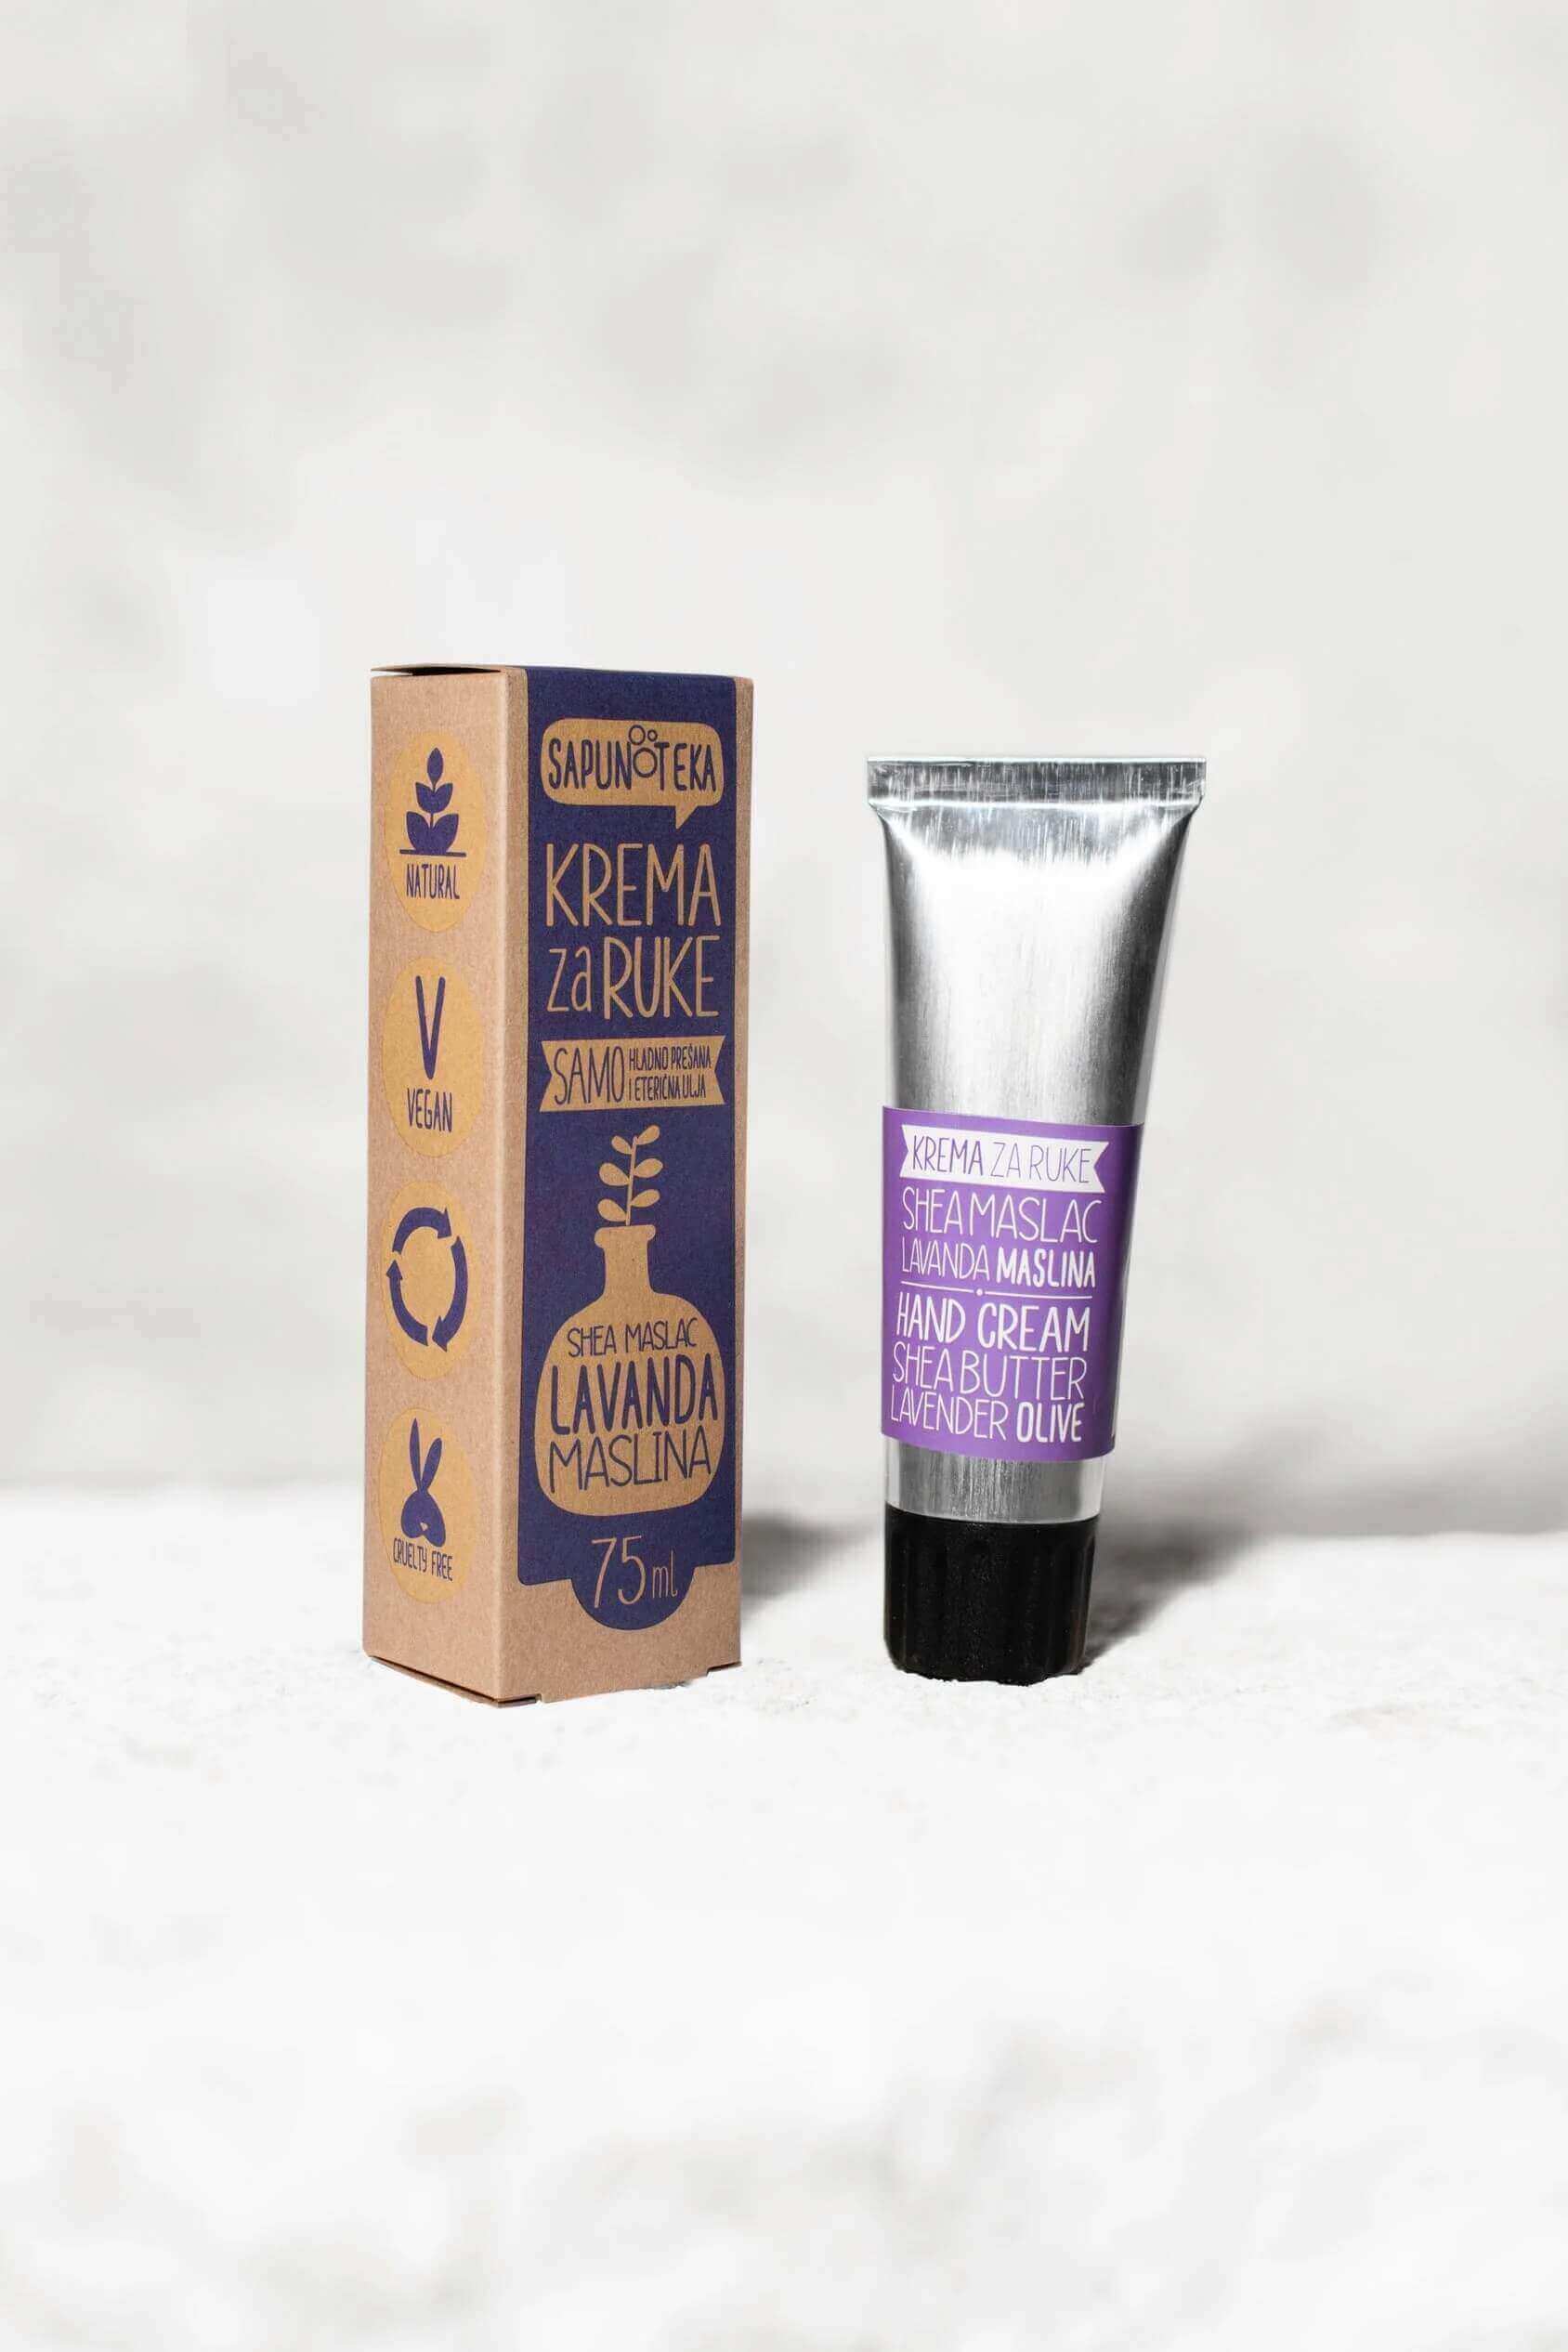 NATURAL
V
VEGAN
CRUELTY FREE
SAPUNOTEKA
KREMA
za RUKE
SAMO HLADNO PREŠANA
I ETERIČNA ULJA
SHEA MASLAC
LAVANDA
MASLINA
75 ml
KREMA ZA RUKE
SHEA MASLAC
LAVANDA MASLINA
HAND CREAM
SHEA BUTTER
LAVENDER OLIVE